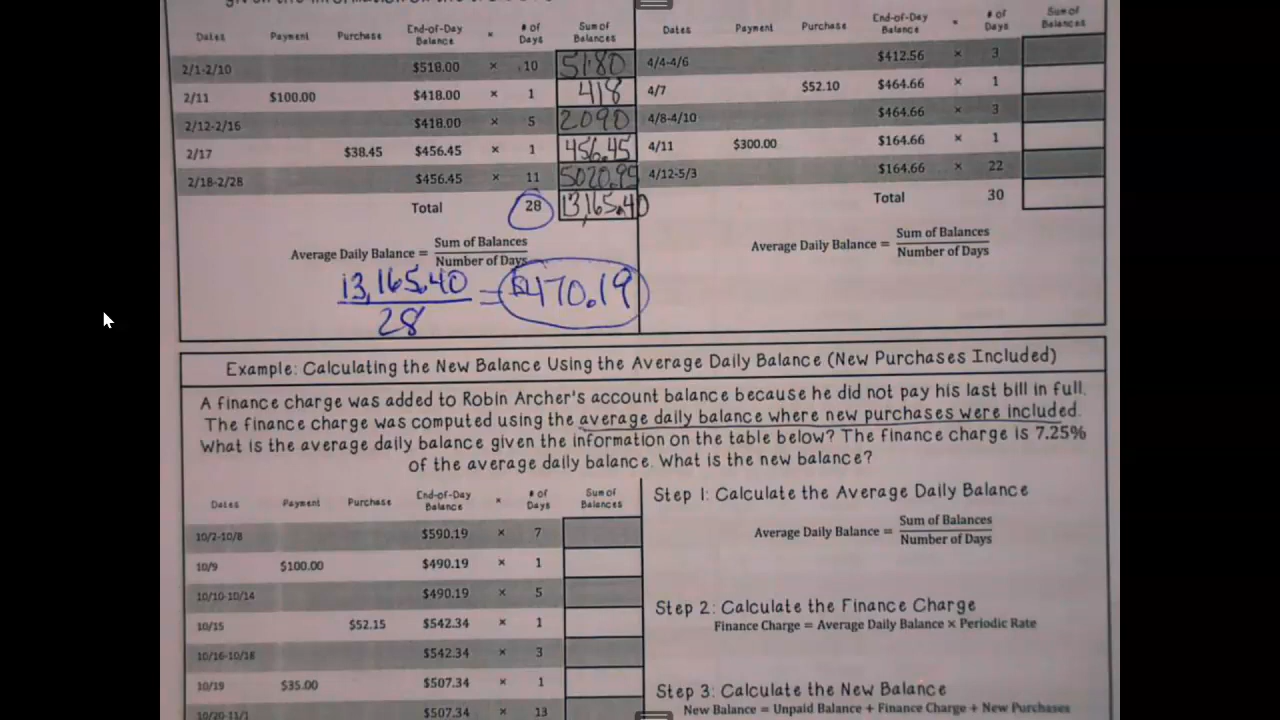 Dates Payment Purchase End-of-Day Balance × # of Days Sum of Balances
2/1-2/10 $518.00 × 10 5180
2/11 $100.00 $418.00 × 1 418
2/12-2/16 $418.00 × 5 2090
2/17 $38.45 $456.45 × 1 456.45
2/18-2/28 $456.45 × 11 5020.95
Total 28 13,165.40
Average Daily Balance = Sum of Balances / Number of Days
13,165.40 / 28 = $470.19
Dates Payment Purchase End-of-Day Balance × # of Days Sum of Balances
4/4-4/6 $412.56 × 3
4/7 $52.10 $464.66 × 1
4/8-4/10 $464.66 × 3
4/11 $300.00 $164.66 × 1
4/12-5/3 $164.66 × 22
Total 30
Average Daily Balance = Sum of Balances / Number of Days
Example: Calculating the New Balance Using the Average Daily Balance (New Purchases Included)
A finance charge was added to Robin Archer's account balance because he did not pay his last bill in full.
The finance charge was computed using the average daily balance where new purchases were included.
What is the average daily balance given the information on the table below? The finance charge is 7.25%
of the average daily balance. What is the new balance?
Dates Payment Purchase End-of-Day Balance × # of Days Sum of Balances
10/2-10/8 $590.19 × 7
10/9 $100.00 $490.19 × 1
10/10-10/14 $490.19 × 5
10/15 $52.15 $542.34 × 1
10/16-10/18 $542.34 × 3
10/19 $35.00 $507.34 × 1
10/20-11/1 $507.34 × 13
Step 1: Calculate the Average Daily Balance
Average Daily Balance = Sum of Balances / Number of Days
Step 2: Calculate the Finance Charge
Finance Charge = Average Daily Balance × Periodic Rate
Step 3: Calculate the New Balance
New Balance = Unpaid Balance + Finance Charge + New Purchases